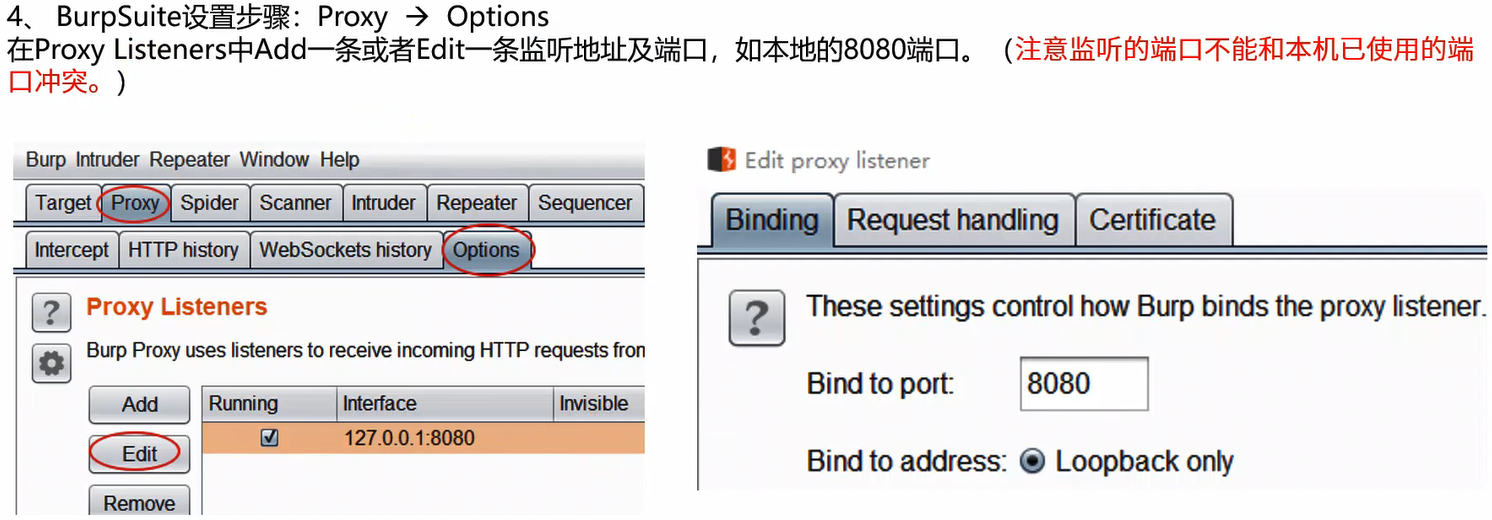 4、 BurpSuite设置步骤：Proxy → Options
在Proxy Listeners中Add一条或者Edit一条监听地址及端口，如本地的8080端口。（注意监听的端口不能和本机已使用的端
口冲突。）
Burp Intruder Repeater Window Help
Target Proxy Spider Scanner Intruder Repeater Sequencer
Intercept HTTP history WebSockets history Options
? Proxy Listeners
Burp Proxy uses listeners to receive incoming HTTP requests from
Add Running Interface Invisible
127.0.0.1:8080
Edit
Remove
Edit proxy listener
Binding Request handling Certificate
? These settings control how Burp binds the proxy listener.
Bind to port: 8080
Bind to address: Loopback only